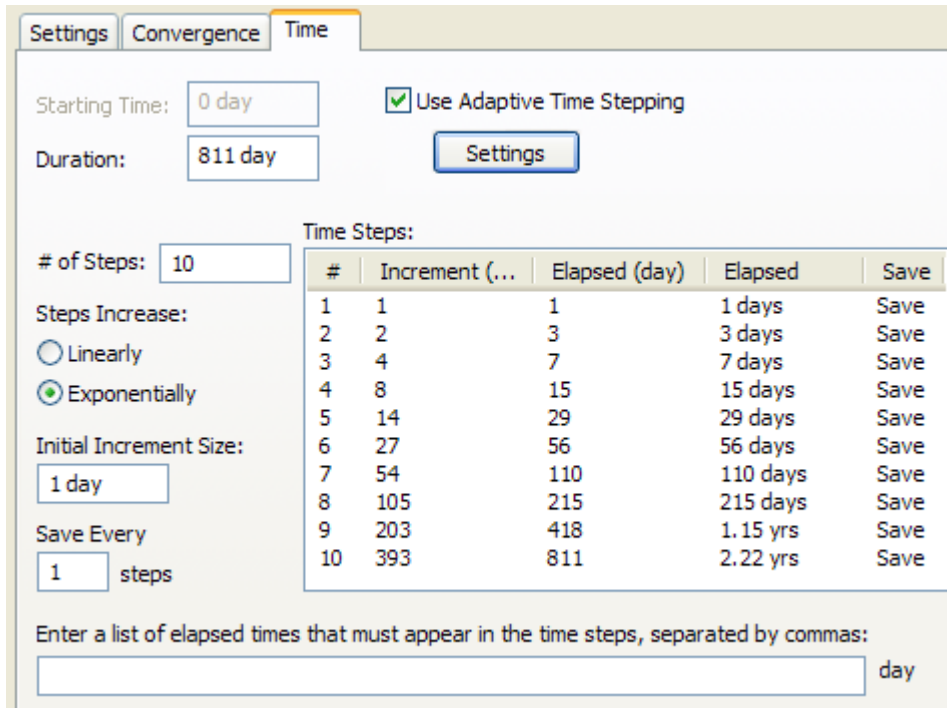 Settings Convergence Time
Starting Time: 0 day Use Adaptive Time Stepping
Duration: 811 day Settings
Time Steps:
# of Steps: 10
# Increment (... Elapsed (day) Elapsed Save
1 1 1 1 days Save
2 2 3 3 days Save
3 4 7 7 days Save
4 8 15 15 days Save
5 14 29 29 days Save
6 27 56 56 days Save
7 54 110 110 days Save
8 105 215 215 days Save
9 203 418 1.15 yrs Save
10 393 811 2.22 yrs Save
Steps Increase:
Linearly
Exponentially
Initial Increment Size:
1 day
Save Every
1 steps
Enter a list of elapsed times that must appear in the time steps, separated by commas:
day